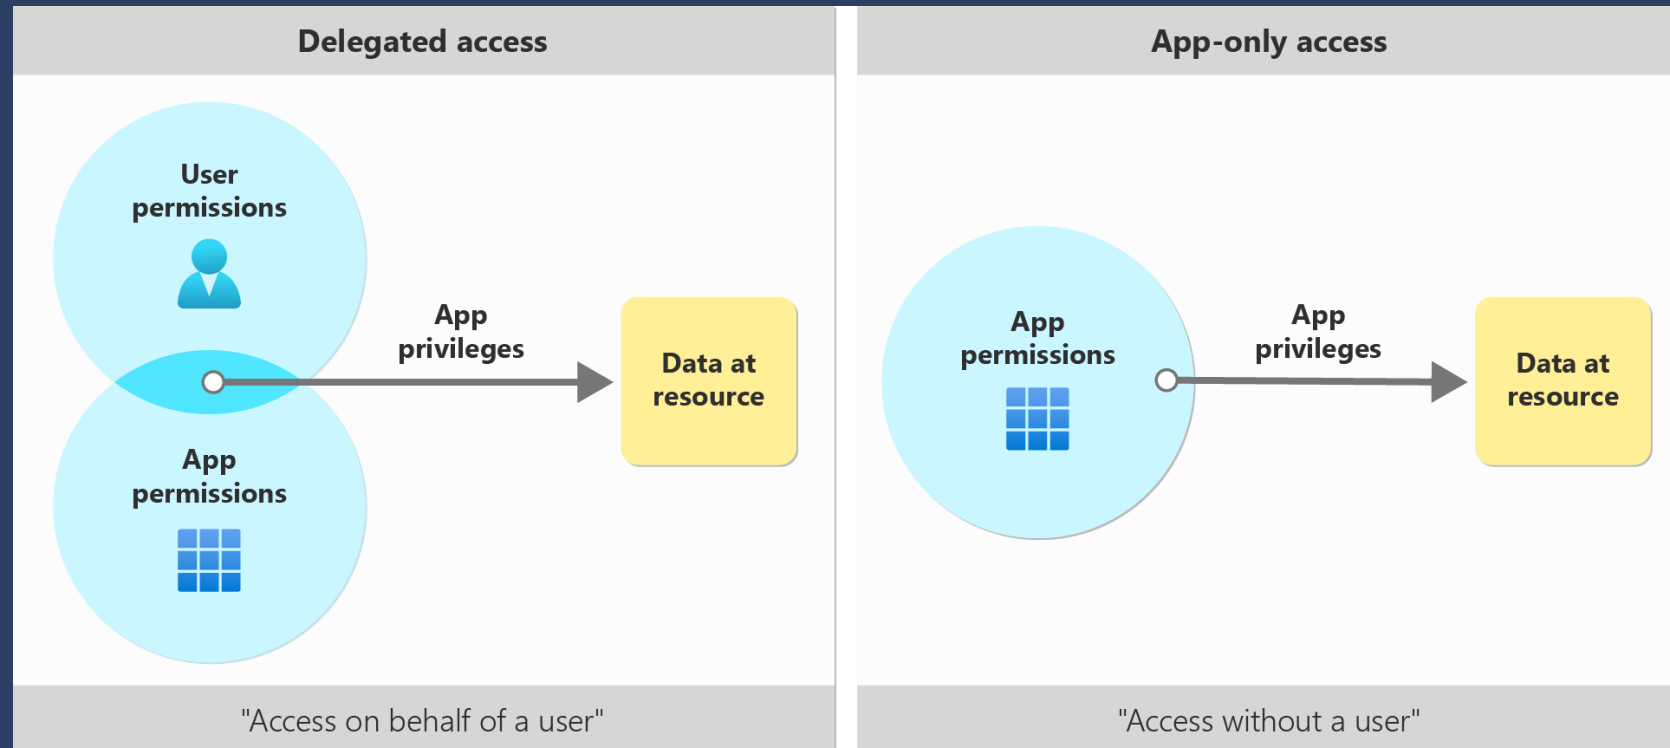 Delegated access
User
permissions
App
privileges
Data at
resource
App
permissions
"Access on behalf of a user"
App-only access
App
permissions
App
privileges
Data at
resource
"Access without a user"